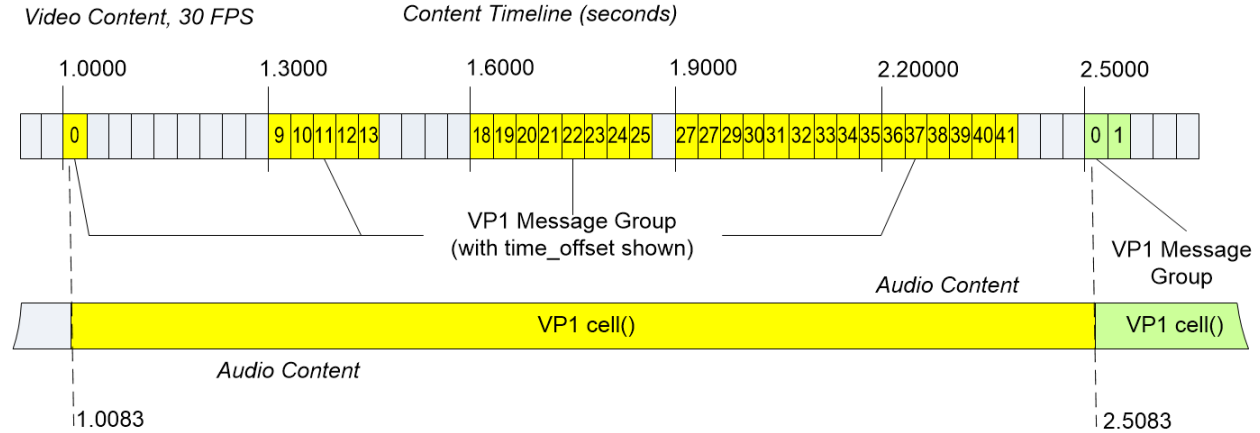 Video Content, 30 FPS
Content Timeline (seconds)
1.0000 1.3000 1.6000 1.9000 2.20000 2.5000
0 9 10 11 12 13 18 19 20 21 22 23 24 25 27 27 29 30 31 32 33 34 35 36 37 38 39 40 41 0 1
VP1 Message Group
(with time_offset shown)
VP1 Message
Group
Audio Content
VP1 cell() VP1 cell()
Audio Content
1.0083 2.5083